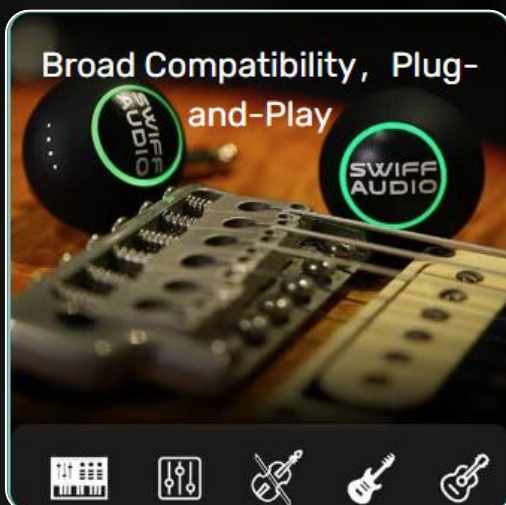 Broad Compatibility，Plug-
and-Play
SWIFF
AUDIO
SWIFF
AUDIO